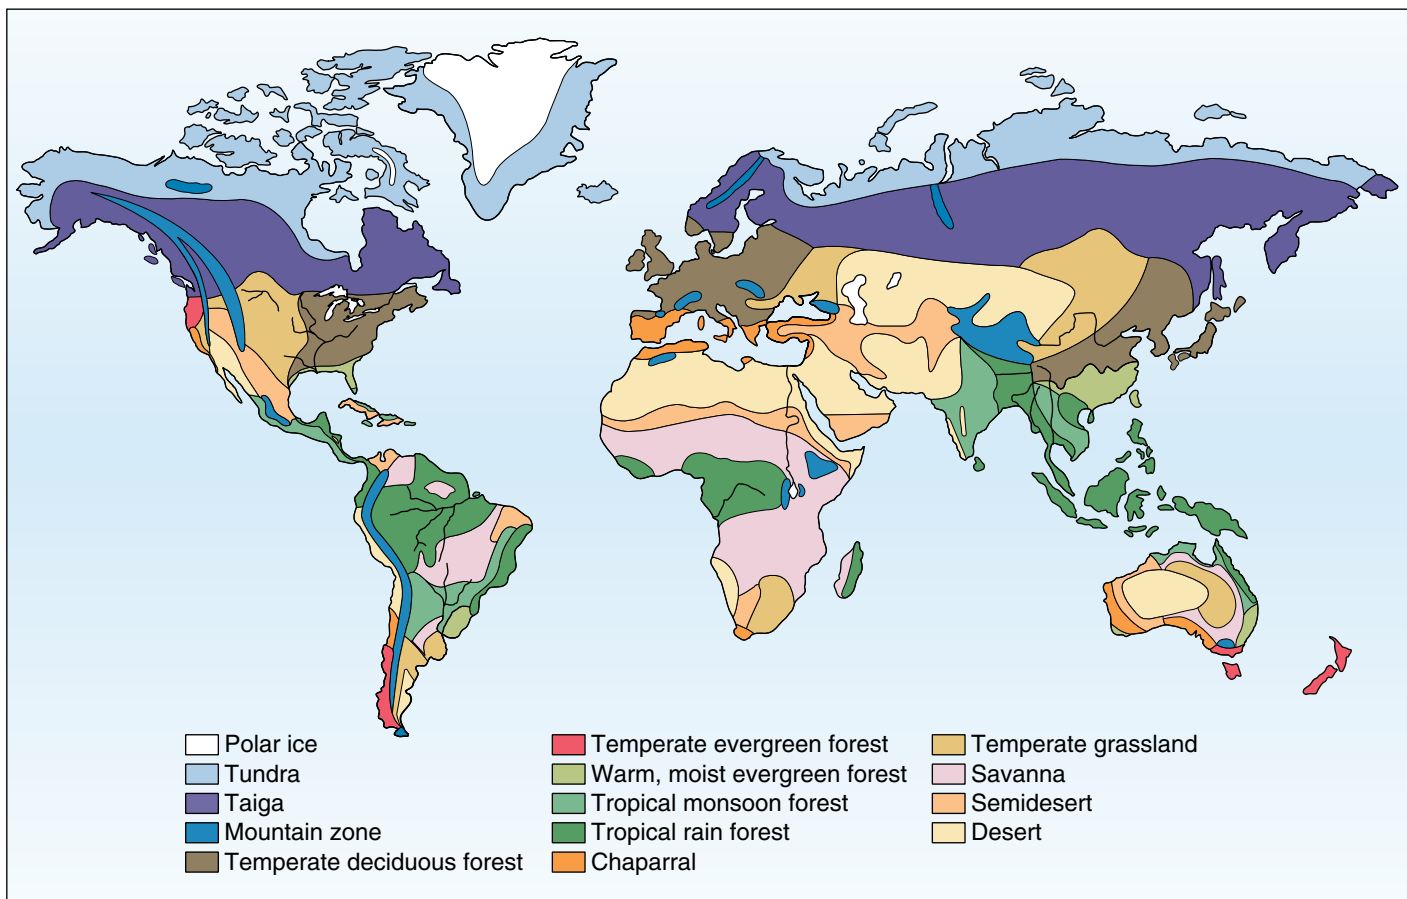 Polar ice
Tundra
Taiga
Mountain zone
Temperate deciduous forest
Temperate evergreen forest
Warm, moist evergreen forest
Tropical monsoon forest
Tropical rain forest
Chaparral
Temperate grassland
Savanna
Semidesert
Desert